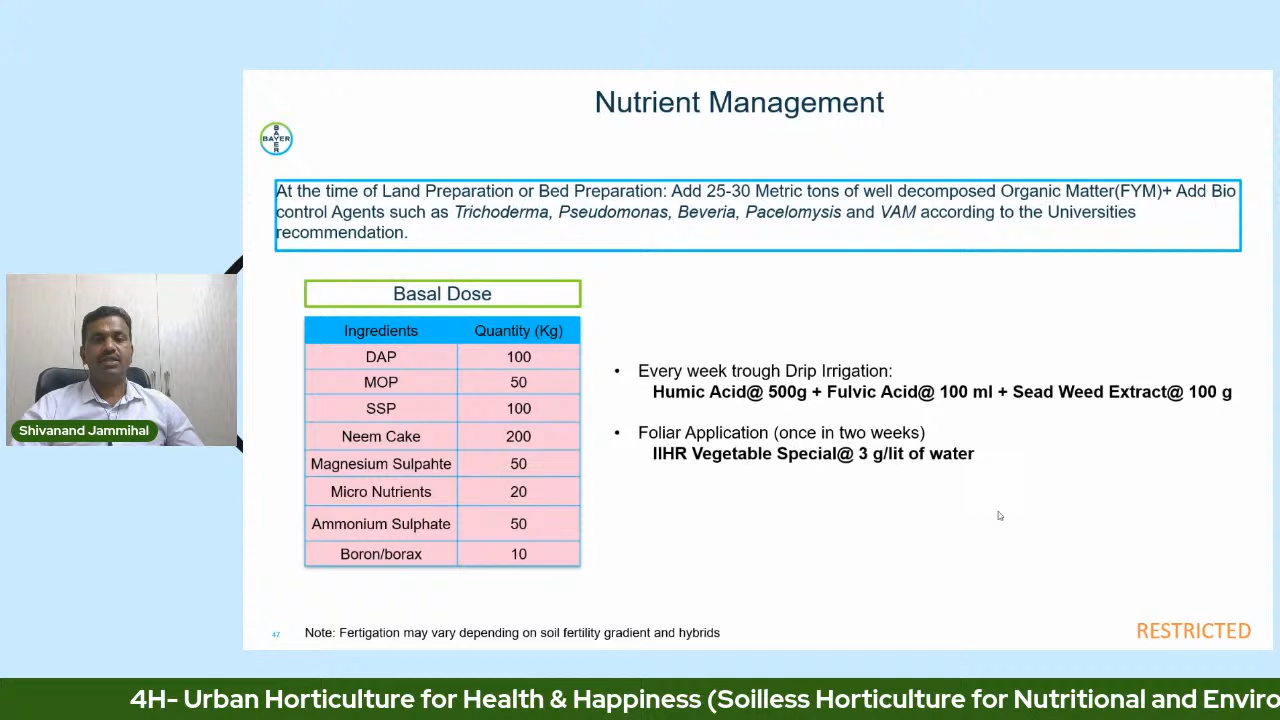 Nutrient Management
BAYER
BAYER
At the time of Land Preparation or Bed Preparation: Add 25-30 Metric tons of well decomposed Organic Matter(FYM)+ Add Bio
control Agents such as Trichoderma, Pseudomonas, Beveria, Pacelomysis and VAM according to the Universities
recommendation.
Basal Dose
Ingredients Quantity (Kg)
DAP 100
MOP 50
SSP 100
Neem Cake 200
Magnesium Sulpahte 50
Micro Nutrients 20
Ammonium Sulphate 50
Boron/borax 10
• Every week trough Drip Irrigation:
Humic Acid@ 500g + Fulvic Acid@ 100 ml + Sead Weed Extract@ 100 g
• Foliar Application (once in two weeks)
IIHR Vegetable Special@ 3 g/lit of water
Shivanand Jammihal
47 Note: Fertigation may vary depending on soil fertility gradient and hybrids
RESTRICTED
4H- Urban Horticulture for Health & Happiness (Soilless Horticulture for Nutritional and Enviro